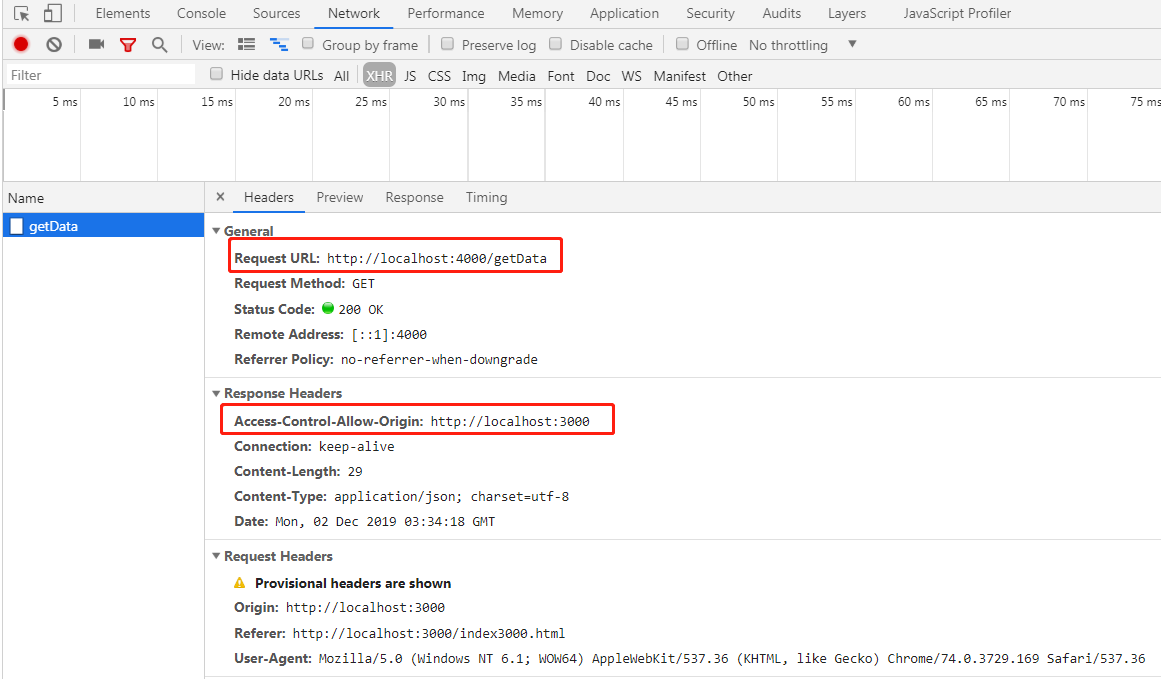 Elements Console Sources Network Performance Memory Application Security Audits Layers JavaScript Profiler
View: Group by frame Preserve log Disable cache Offline No throttling
Filter Hide data URLs All XHR JS CSS Img Media Font Doc WS Manifest Other
5 ms 10 ms 15 ms 20 ms 25 ms 30 ms 35 ms 40 ms 45 ms 50 ms 55 ms 60 ms 65 ms 70 ms 75 ms
Name × Headers Preview Response Timing
getData
General
Request URL: http://localhost:4000/getData
Request Method: GET
Status Code: 200 OK
Remote Address: [::1]:4000
Referrer Policy: no-referrer-when-downgrade
Response Headers
Access-Control-Allow-Origin: http://localhost:3000
Connection: keep-alive
Content-Length: 29
Content-Type: application/json; charset=utf-8
Date: Mon, 02 Dec 2019 03:34:18 GMT
Request Headers
Provisional headers are shown
Origin: http://localhost:3000
Referer: http://localhost:3000/index3000.html
User-Agent: Mozilla/5.0 (Windows NT 6.1; WOW64) AppleWebKit/537.36 (KHTML, like Gecko) Chrome/74.0.3729.169 Safari/537.36